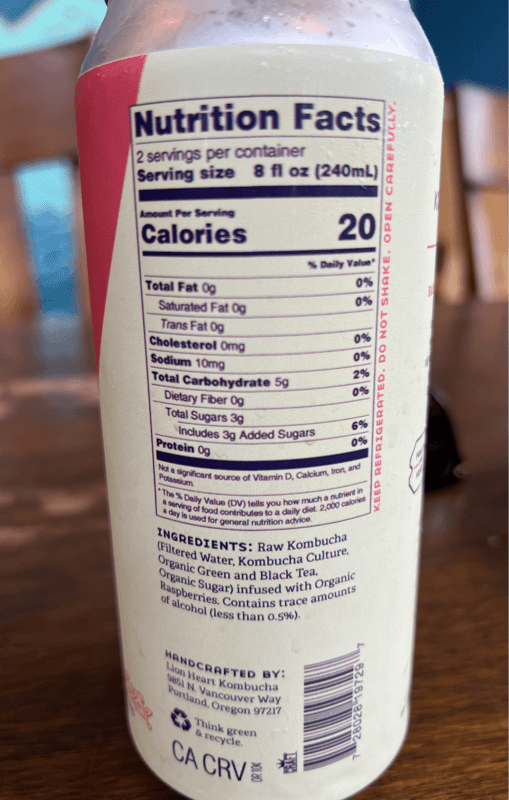 Nutrition Facts
2 servings per container
Serving size 8 fl oz (240mL)
Amount Per Serving
Calories 20
% Daily Value*
Total Fat 0g 0%
Saturated Fat 0g 0%
Trans Fat 0g
Cholesterol 0mg 0%
Sodium 10mg 0%
Total Carbohydrate 5g 2%
Dietary Fiber 0g 0%
Total Sugars 3g
Includes 3g Added Sugars 6%
Protein 0g 0%
Not a significant source of Vitamin D, Calcium, Iron, and
Potassium.
*The % Daily Value (DV) tells you how much a nutrient in
a serving of food contributes to a daily diet. 2,000 calories
a day is used for general nutrition advice.
KEEP REFRIGERATED. DO NOT SHAKE. OPEN CAREFULLY.
INGREDIENTS: Raw Kombucha
(Filtered Water, Kombucha Culture,
Organic Green and Black Tea,
Organic Sugar) infused with Organic
Raspberries. Contains trace amounts
of alcohol (less than 0.5%).
HANDCRAFTED BY:
Lion Heart Kombucha
9851 N. Vancouver Way
Portland, Oregon 97217
Think green
& recycle.
CA CRV
OR 10¢
CRAFT
7 28028 19729 7